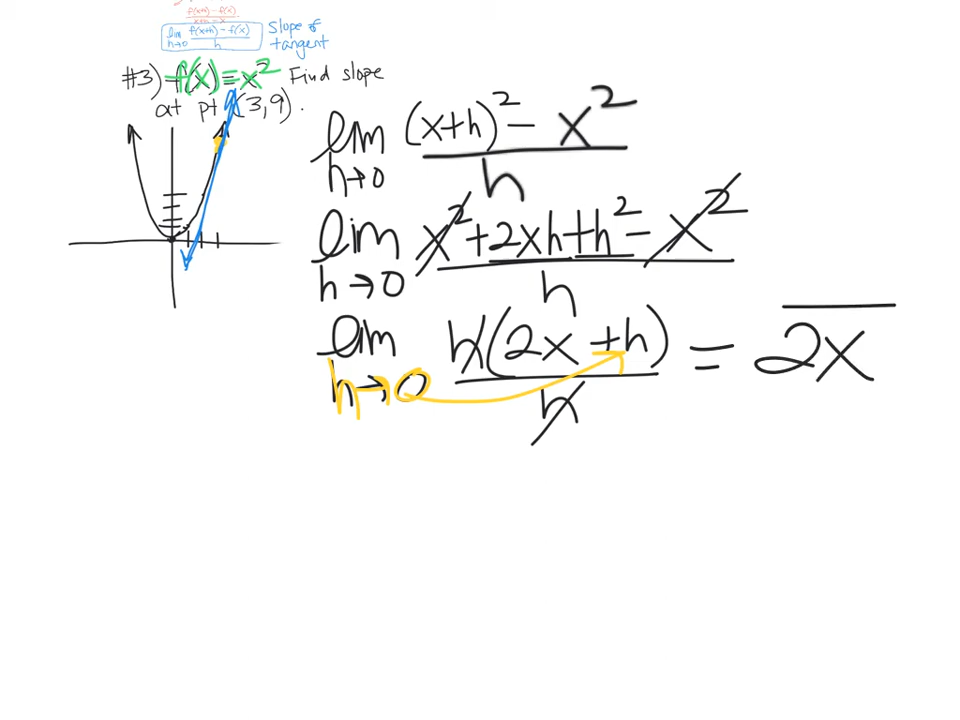 f(x+h) - f(x)
x+h - x
lim h→0 f(x+h) - f(x) / h Slope of tangent
#3) f(x) = x² Find slope
at pt (3,9).
lim h→0 (x+h)² - x² / h
lim h→0 x² + 2xh + h² - x² / h
lim h→0 h(2x + h) / h = 2x